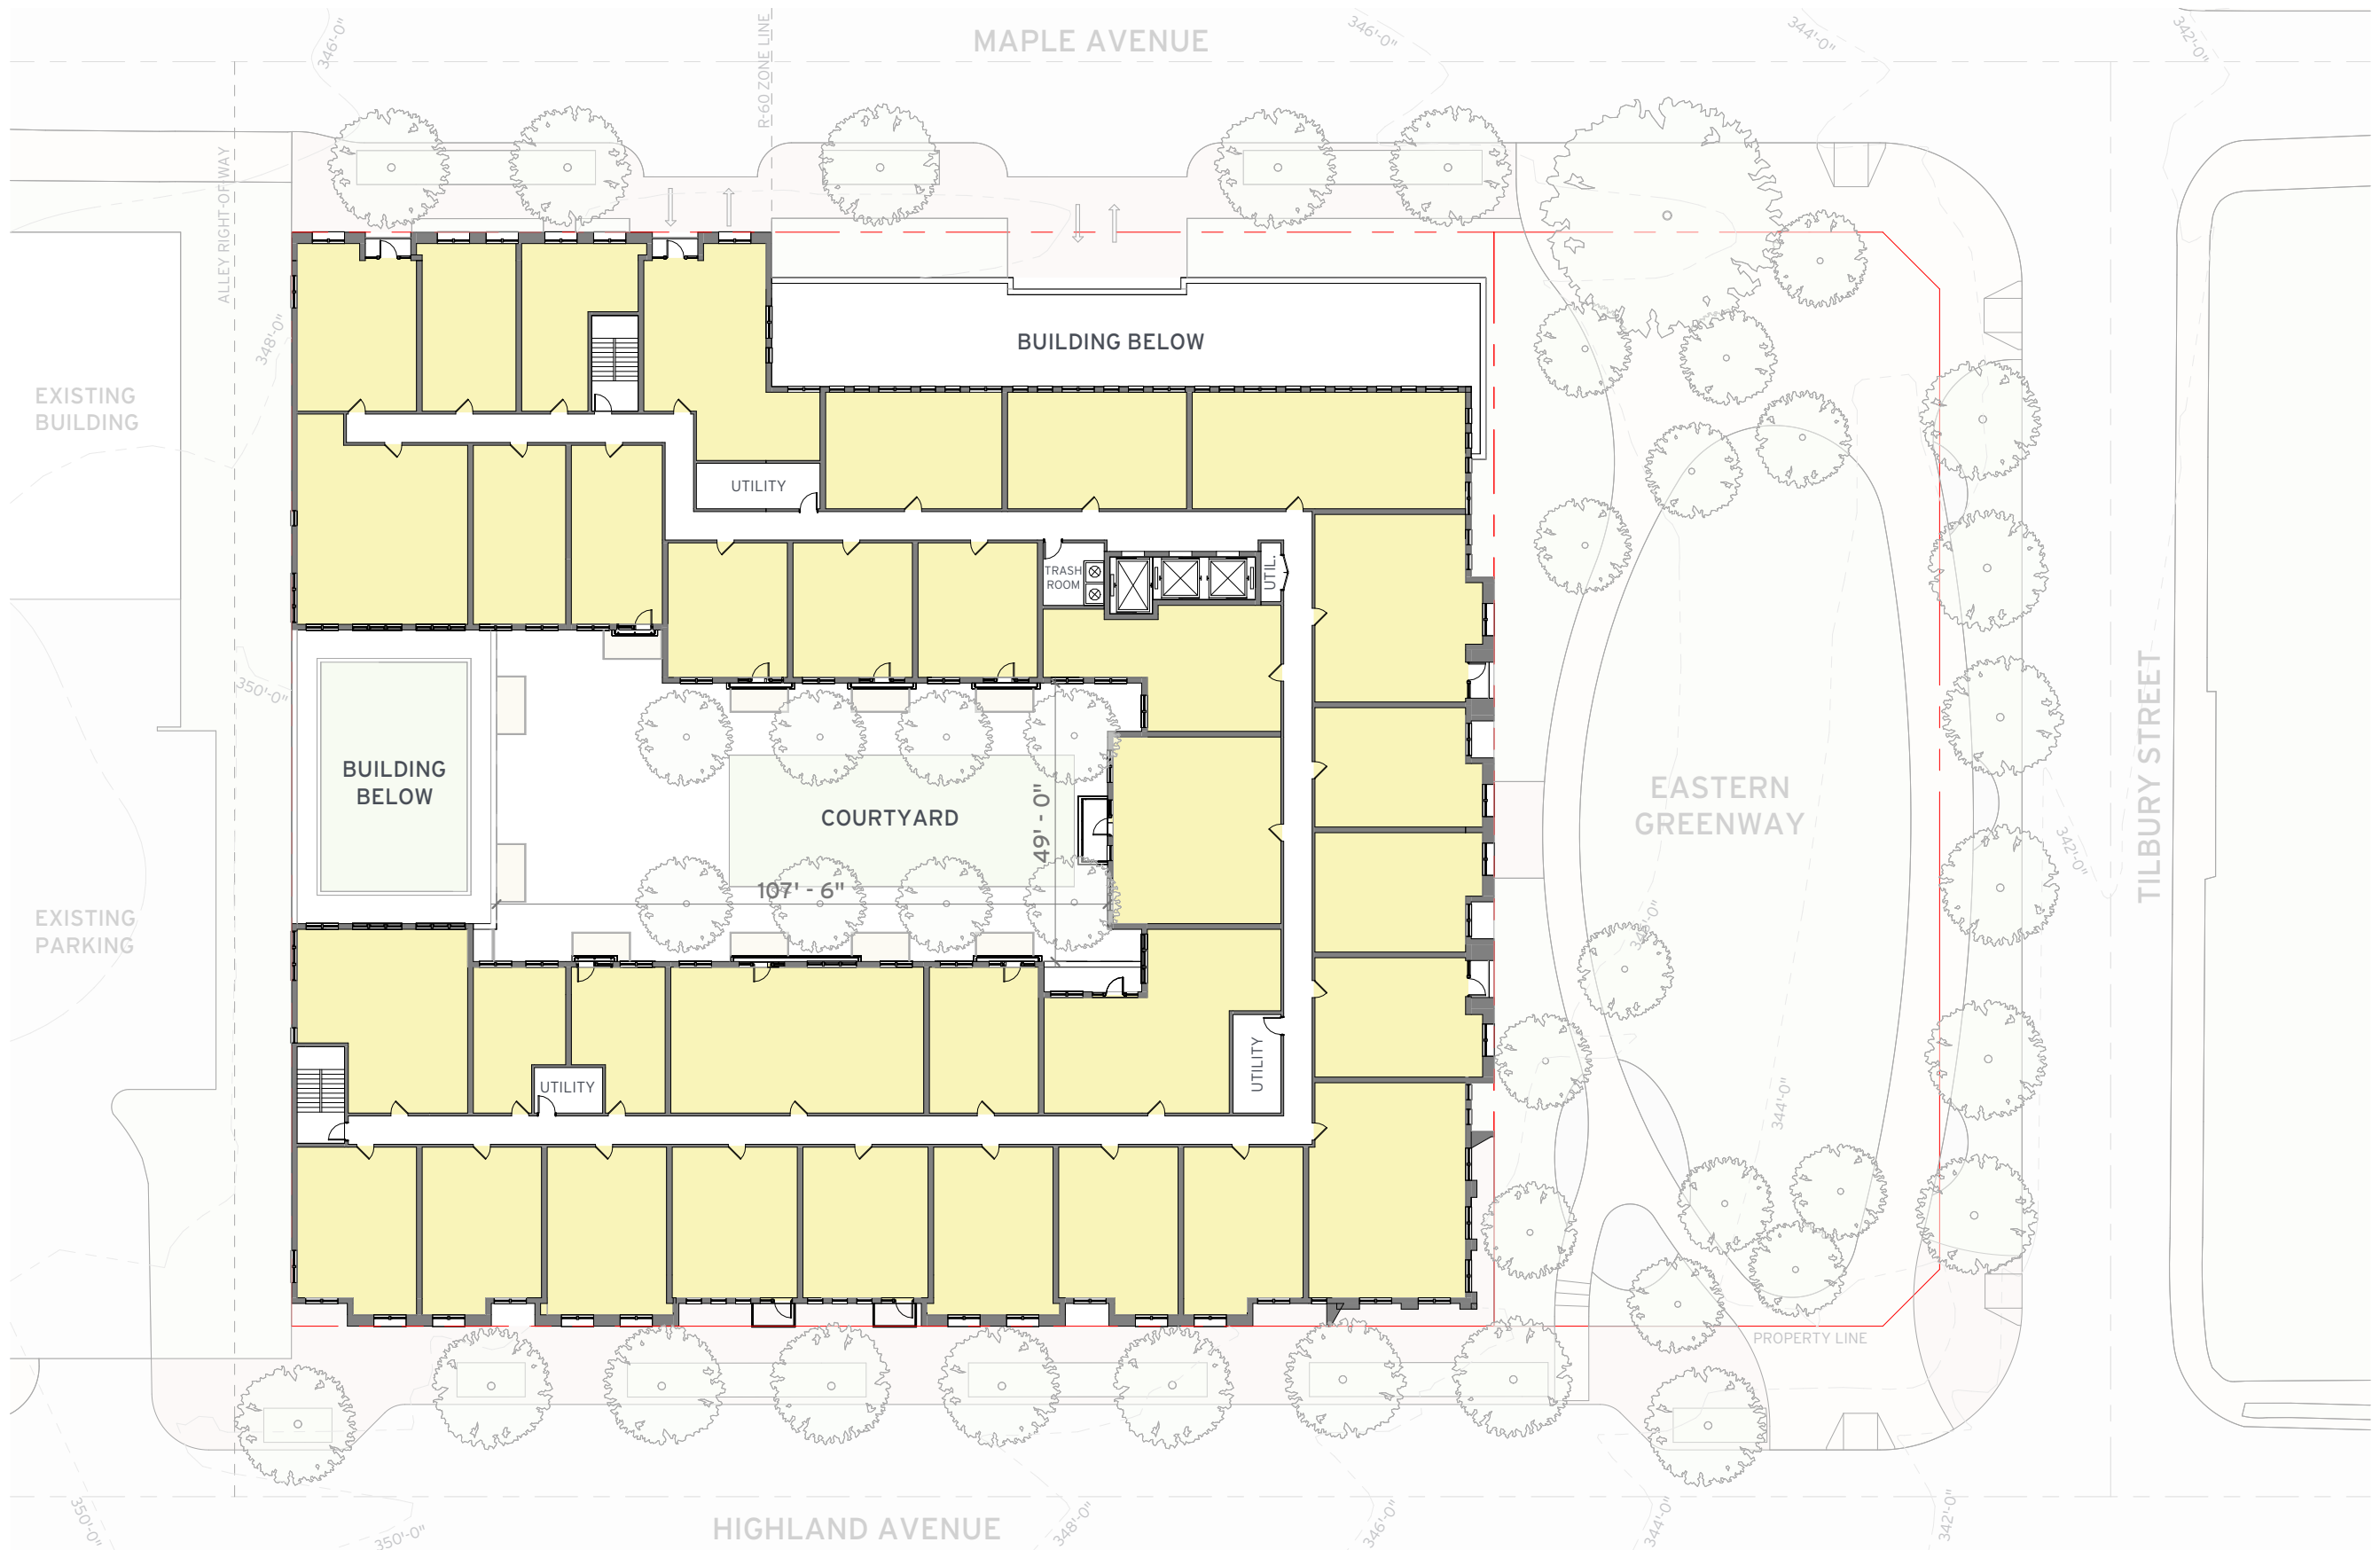 MAPLE AVENUE
346'-0"
R-60 ZONE LINE
346'-0"
344'-0"
342'-0"
ALLEY RIGHT-OF-WAY
348'-0"
BUILDING BELOW
EXISTING
BUILDING
UTILITY
TRASH
ROOM
UTIL.
350'-0"
BUILDING
BELOW
COURTYARD
49' - 0"
107' - 6"
EASTERN
GREENWAY
TILBURY STREET
342'-0"
EXISTING
PARKING
UTILITY
UTILITY
344'-0"
PROPERTY LINE
350'-0"
350'-0"
HIGHLAND AVENUE
348'-0"
346'-0"
344'-0"
342'-0"